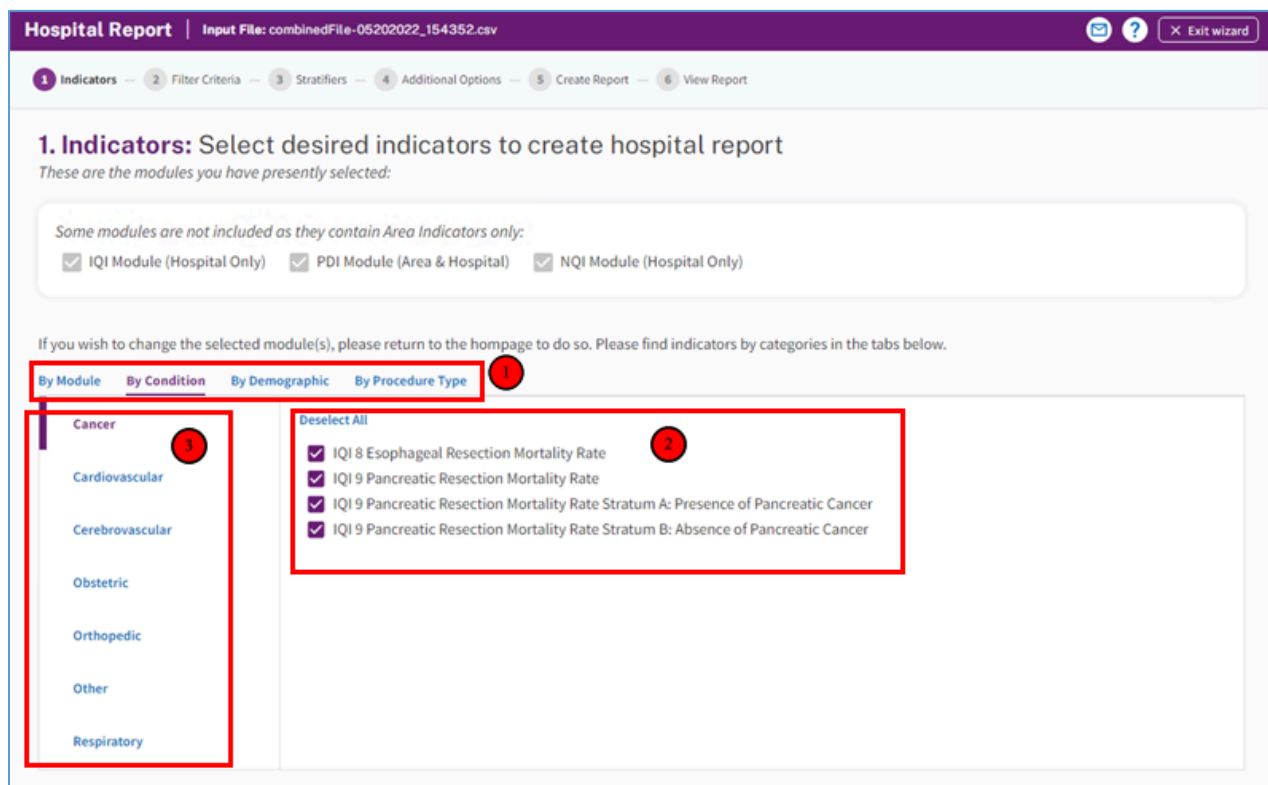 Hospital Report | Input File: combinedFile-05202022_154352.csv ? × Exit wizard
1 Indicators — 2 Filter Criteria — 3 Stratifiers — 4 Additional Options — 5 Create Report — 6 View Report
1. Indicators: Select desired indicators to create hospital report
These are the modules you have presently selected:
Some modules are not included as they contain Area Indicators only:
IQI Module (Hospital Only) PDI Module (Area & Hospital) NQI Module (Hospital Only)
If you wish to change the selected module(s), please return to the hompage to do so. Please find indicators by categories in the tabs below.
By Module By Condition By Demographic By Procedure Type 1
Cancer
3
Cardiovascular
Cerebrovascular
Obstetric
Orthopedic
Other
Respiratory
Deselect All
2
IQI 8 Esophageal Resection Mortality Rate
IQI 9 Pancreatic Resection Mortality Rate
IQI 9 Pancreatic Resection Mortality Rate Stratum A: Presence of Pancreatic Cancer
IQI 9 Pancreatic Resection Mortality Rate Stratum B: Absence of Pancreatic Cancer